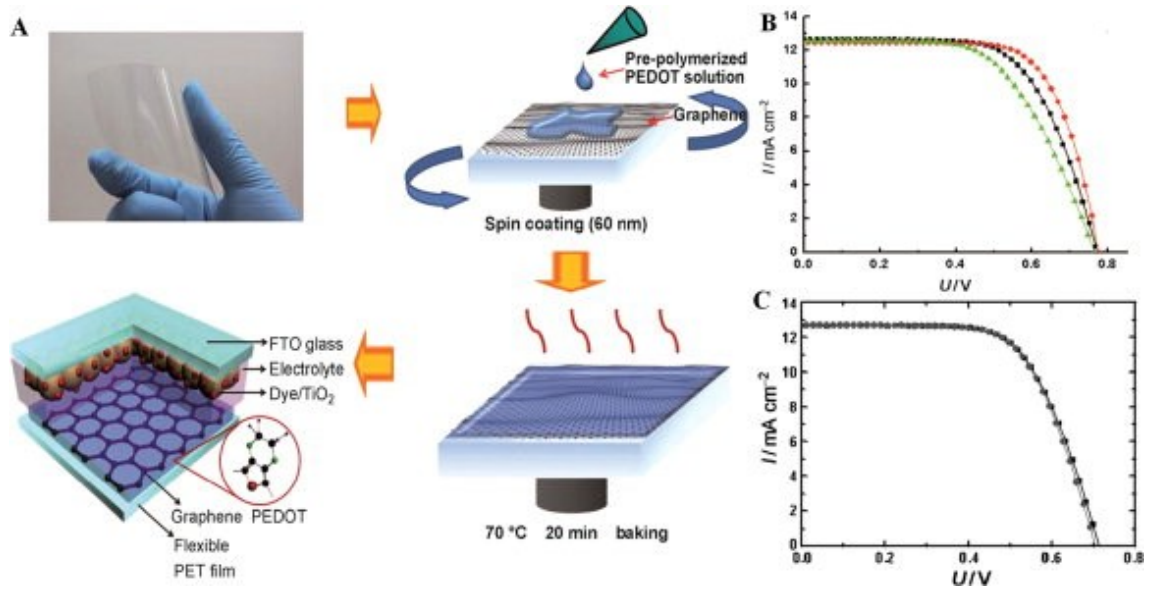 A
Pre-polymerized
PEDOT solution
Graphene
Spin coating (60 nm)
70 °C 20 min baking
FTO glass
Electrolyte
Dye/TiO₂
Graphene PEDOT
Flexible
PET film
B
14
12
10
8
6
4
2
0
I/mA cm⁻²
0.0 0.2 0.4 0.6 0.8
U/V
C
14
12
10
8
6
4
2
0
I/mA cm⁻²
0.0 0.2 0.4 0.6 0.8
U/V